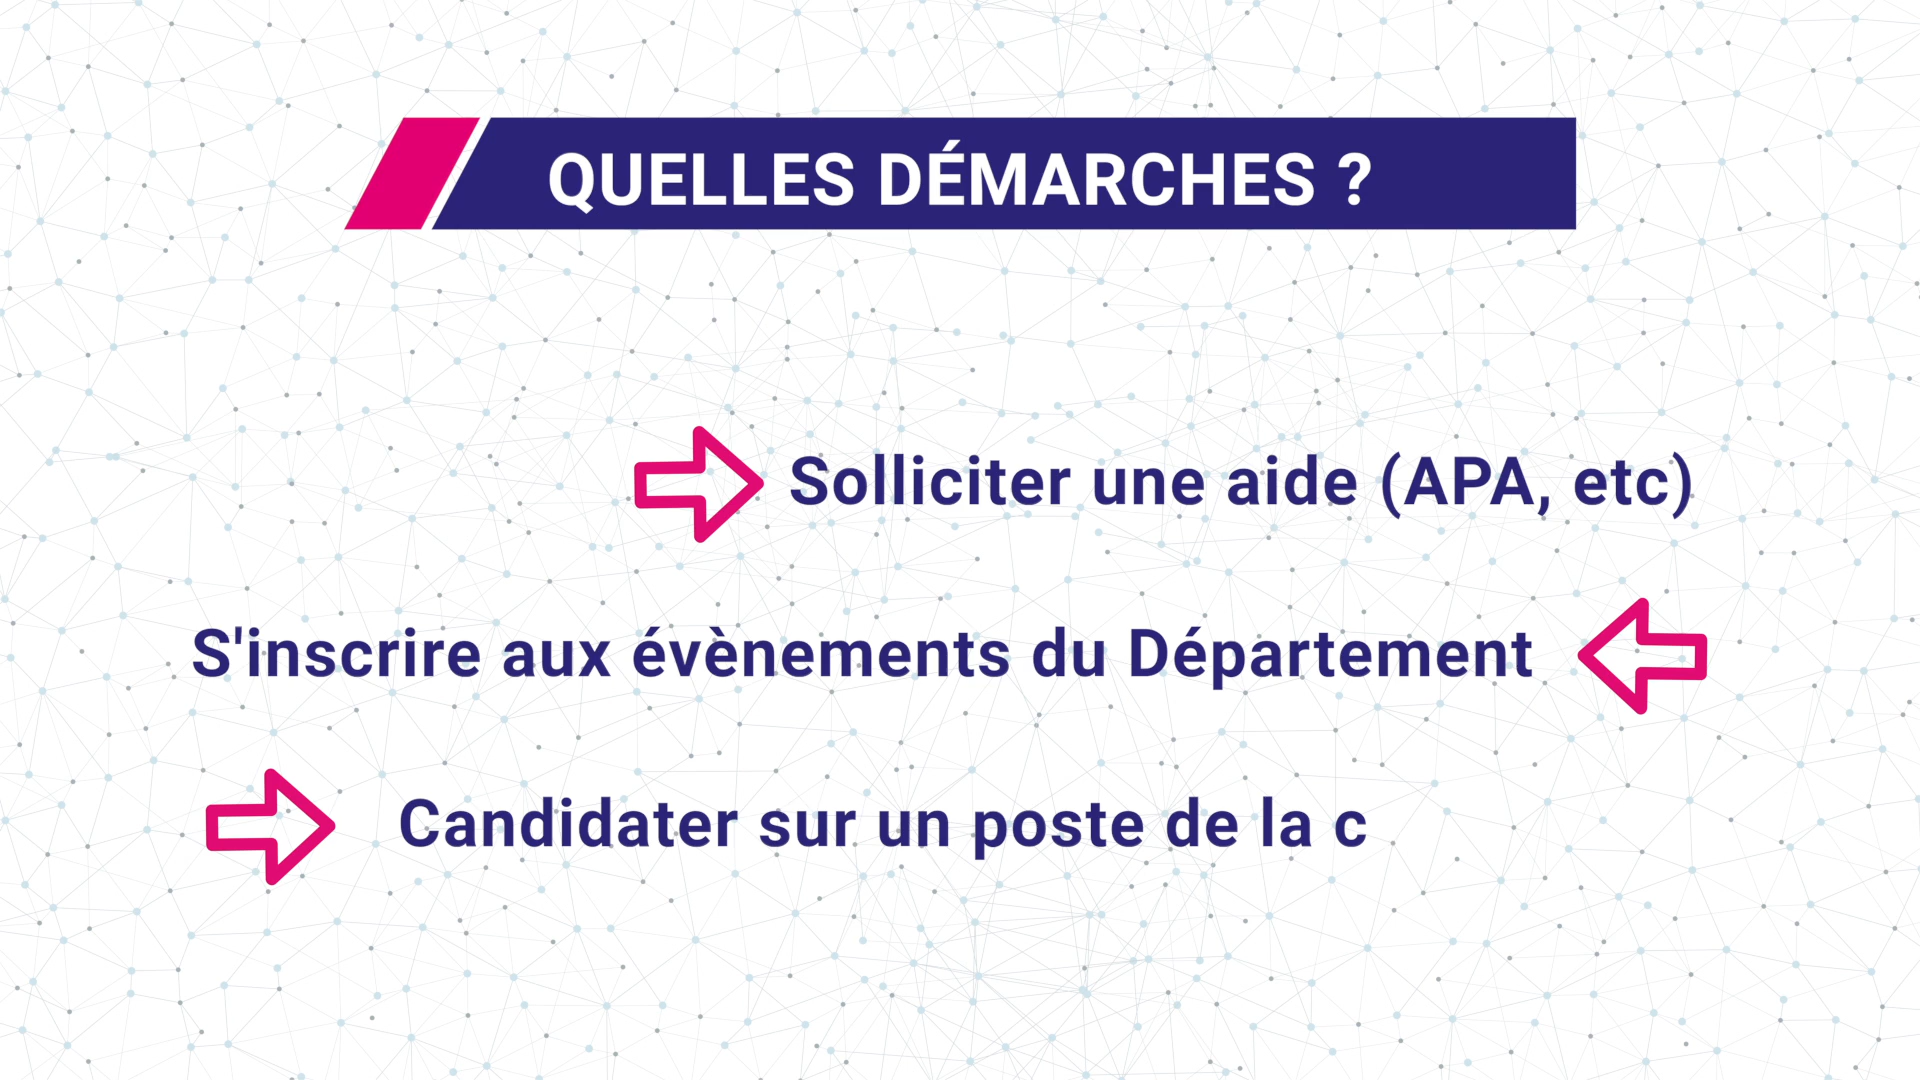 QUELLES DÉMARCHES ?
Solliciter une aide (APA, etc)
S'inscrire aux évènements du Département
Candidater sur un poste de la c